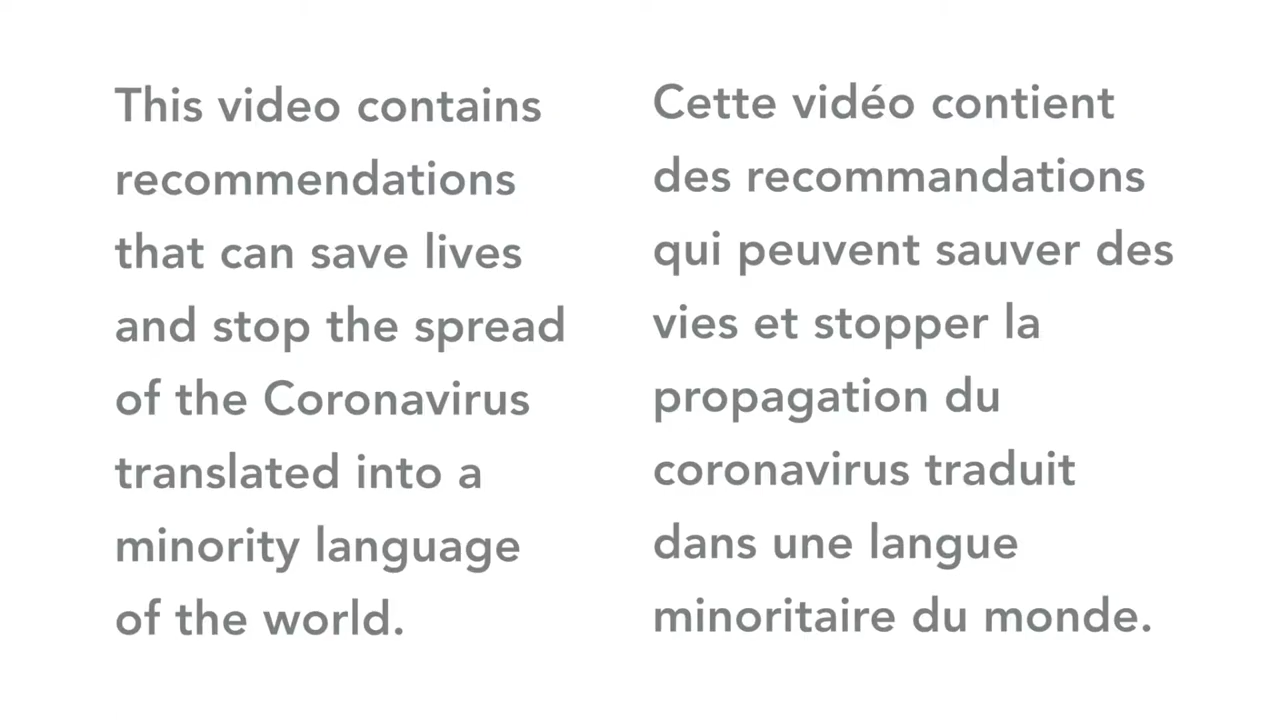 This video contains
recommendations
that can save lives
and stop the spread
of the Coronavirus
translated into a
minority language
of the world.
Cette vidéo contient
des recommandations
qui peuvent sauver des
vies et stopper la
propagation du
coronavirus traduit
dans une langue
minoritaire du monde.